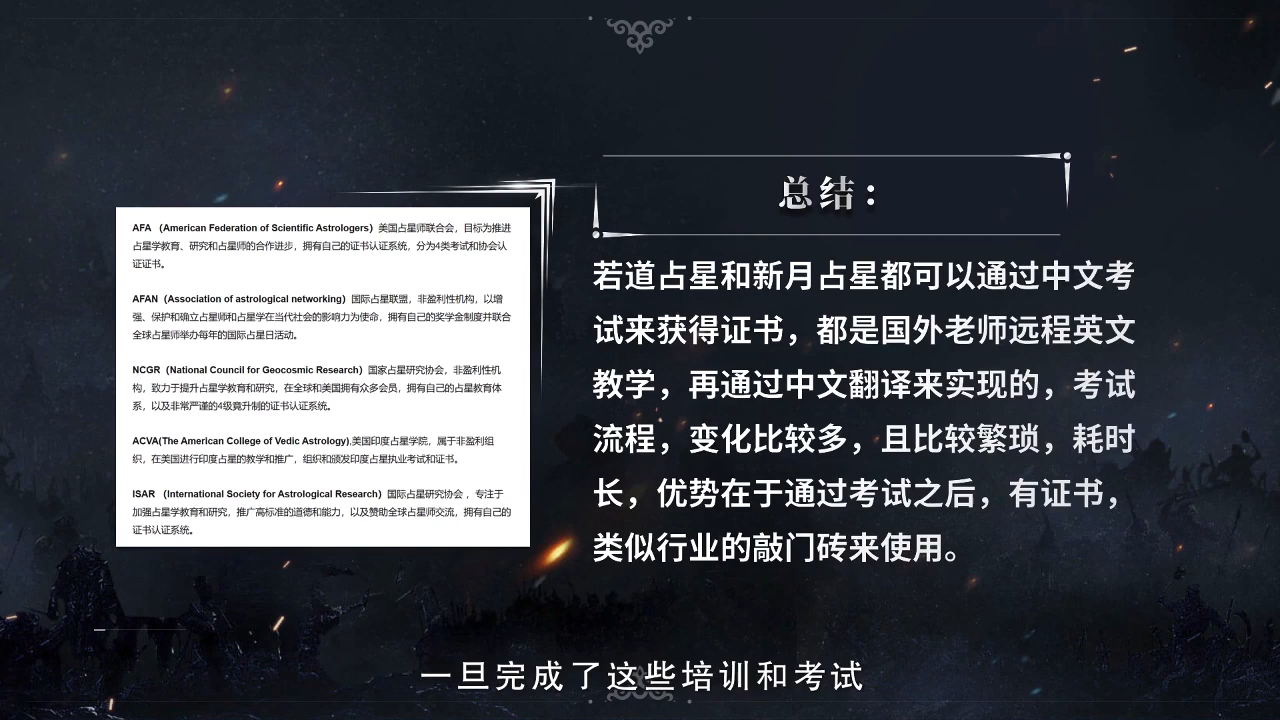 AFA （American Federation of Scientific Astrologers）美国占星师联合会，目标为推进
占星学教育、研究和占星师的合作进步，拥有自己的证书认证系统，分为4类考试和协会认
证证书。
AFAN（Association of astrological networking）国际占星联盟，非盈利性机构，以增
强、保护和确立占星师和占星学在当代社会的影响力为使命，拥有自己的奖学金制度并联合
全球占星师举办每年的国际占星日活动。
NCGR（National Council for Geocosmic Research）国家占星研究协会，非盈利性机
构，致力于提升占星学教育和研究，在全球和美国拥有众多会员，拥有自己的占星教育体
系，以及非常严谨的4级竟升制的证书认证系统。
ACVA(The American College of Vedic Astrology),美国印度占星学院，属于非盈利组
织，在美国进行印度占星的教学和推广，组织和颁发印度占星执业考试和证书。
ISAR （International Society for Astrological Research）国际占星研究协会 ，专注于
加强占星学教育和研究，推广高标准的道德和能力，以及赞助全球占星师交流，拥有自己的
证书认证系统。
总结：
若道占星和新月占星都可以通过中文考
试来获得证书，都是国外老师远程英文
教学，再通过中文翻译来实现的，考试
流程，变化比较多，且比较繁琐，耗时
长，优势在于通过考试之后，有证书，
类似行业的敲门砖来使用。
一旦完成了这些培训和考试